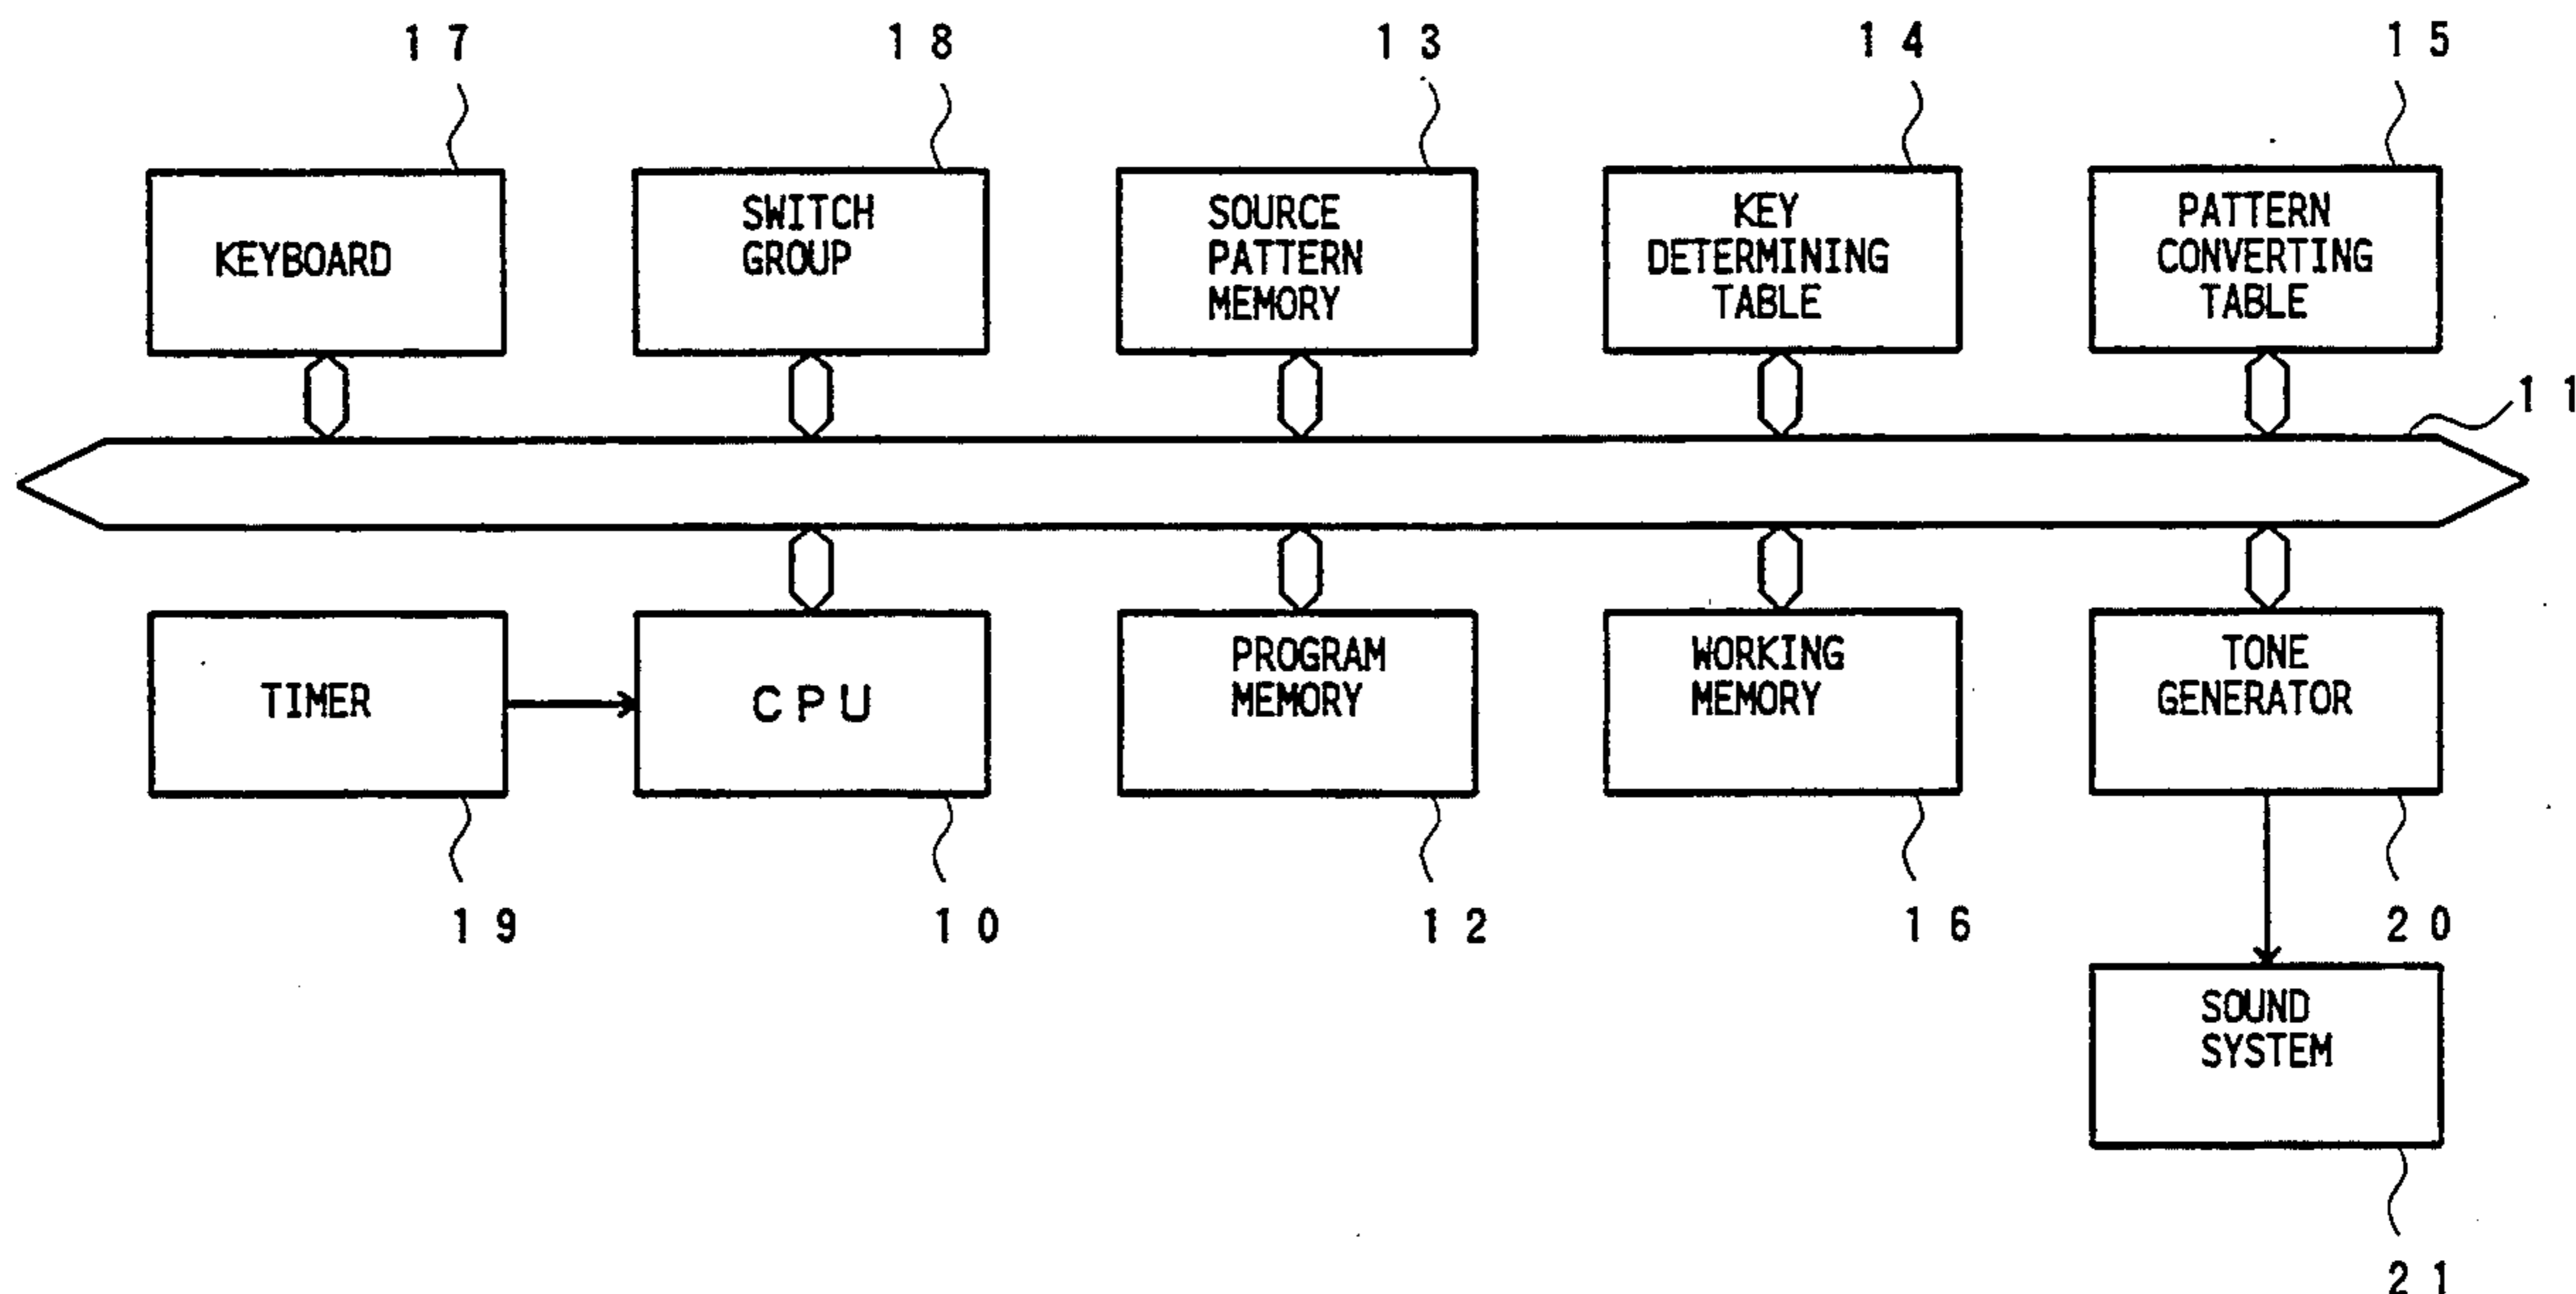 17
18
13
14
15
KEYBOARD
SWITCH
GROUP
SOURCE
PATTERN
MEMORY
KEY
DETERMINING
TABLE
PATTERN
CONVERTING
TABLE
11
TIMER
CPU
PROGRAM
MEMORY
WORKING
MEMORY
TONE
GENERATOR
19
10
12
16
20
SOUND
SYSTEM
21